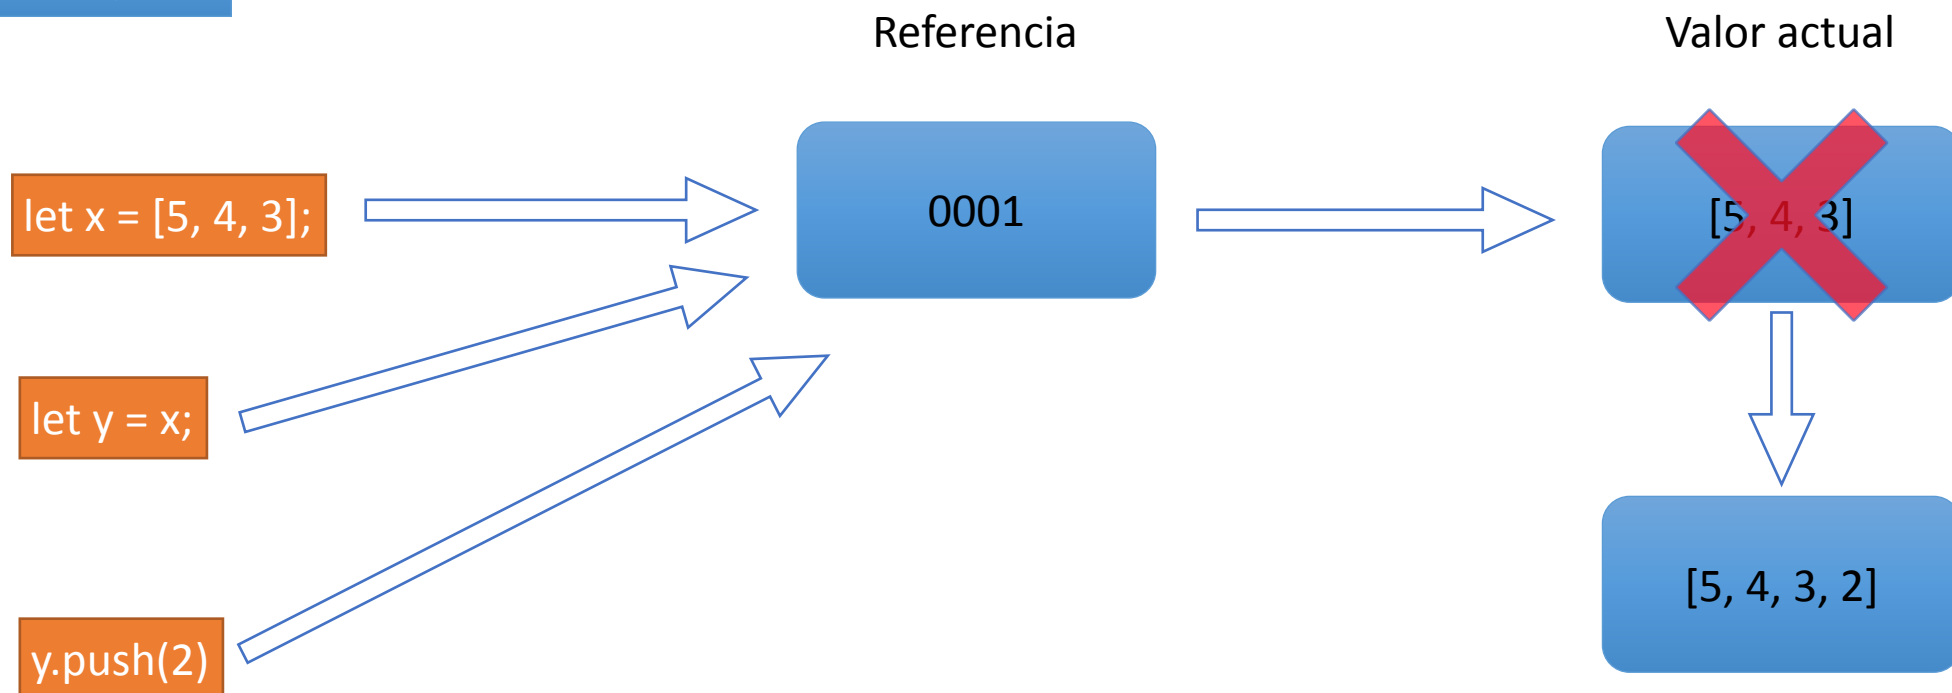 Referencia
Valor actual
let x = [5, 4, 3];
0001
[5, 4, 3]
let y = x;
[5, 4, 3, 2]
y.push(2)